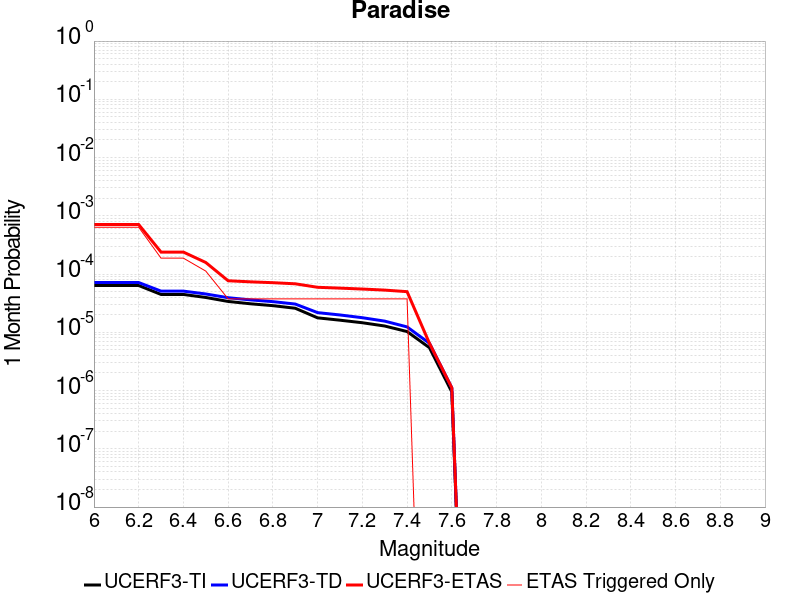 Paradise
10^0
10^-1
10^-2
10^-3
10^-4
10^-5
10^-6
10^-7
10^-8
1 Month Probability
6 6.2 6.4 6.6 6.8 7 7.2 7.4 7.6 7.8 8 8.2 8.4 8.6 8.8 9
Magnitude
UCERF3-TI UCERF3-TD UCERF3-ETAS ETAS Triggered Only